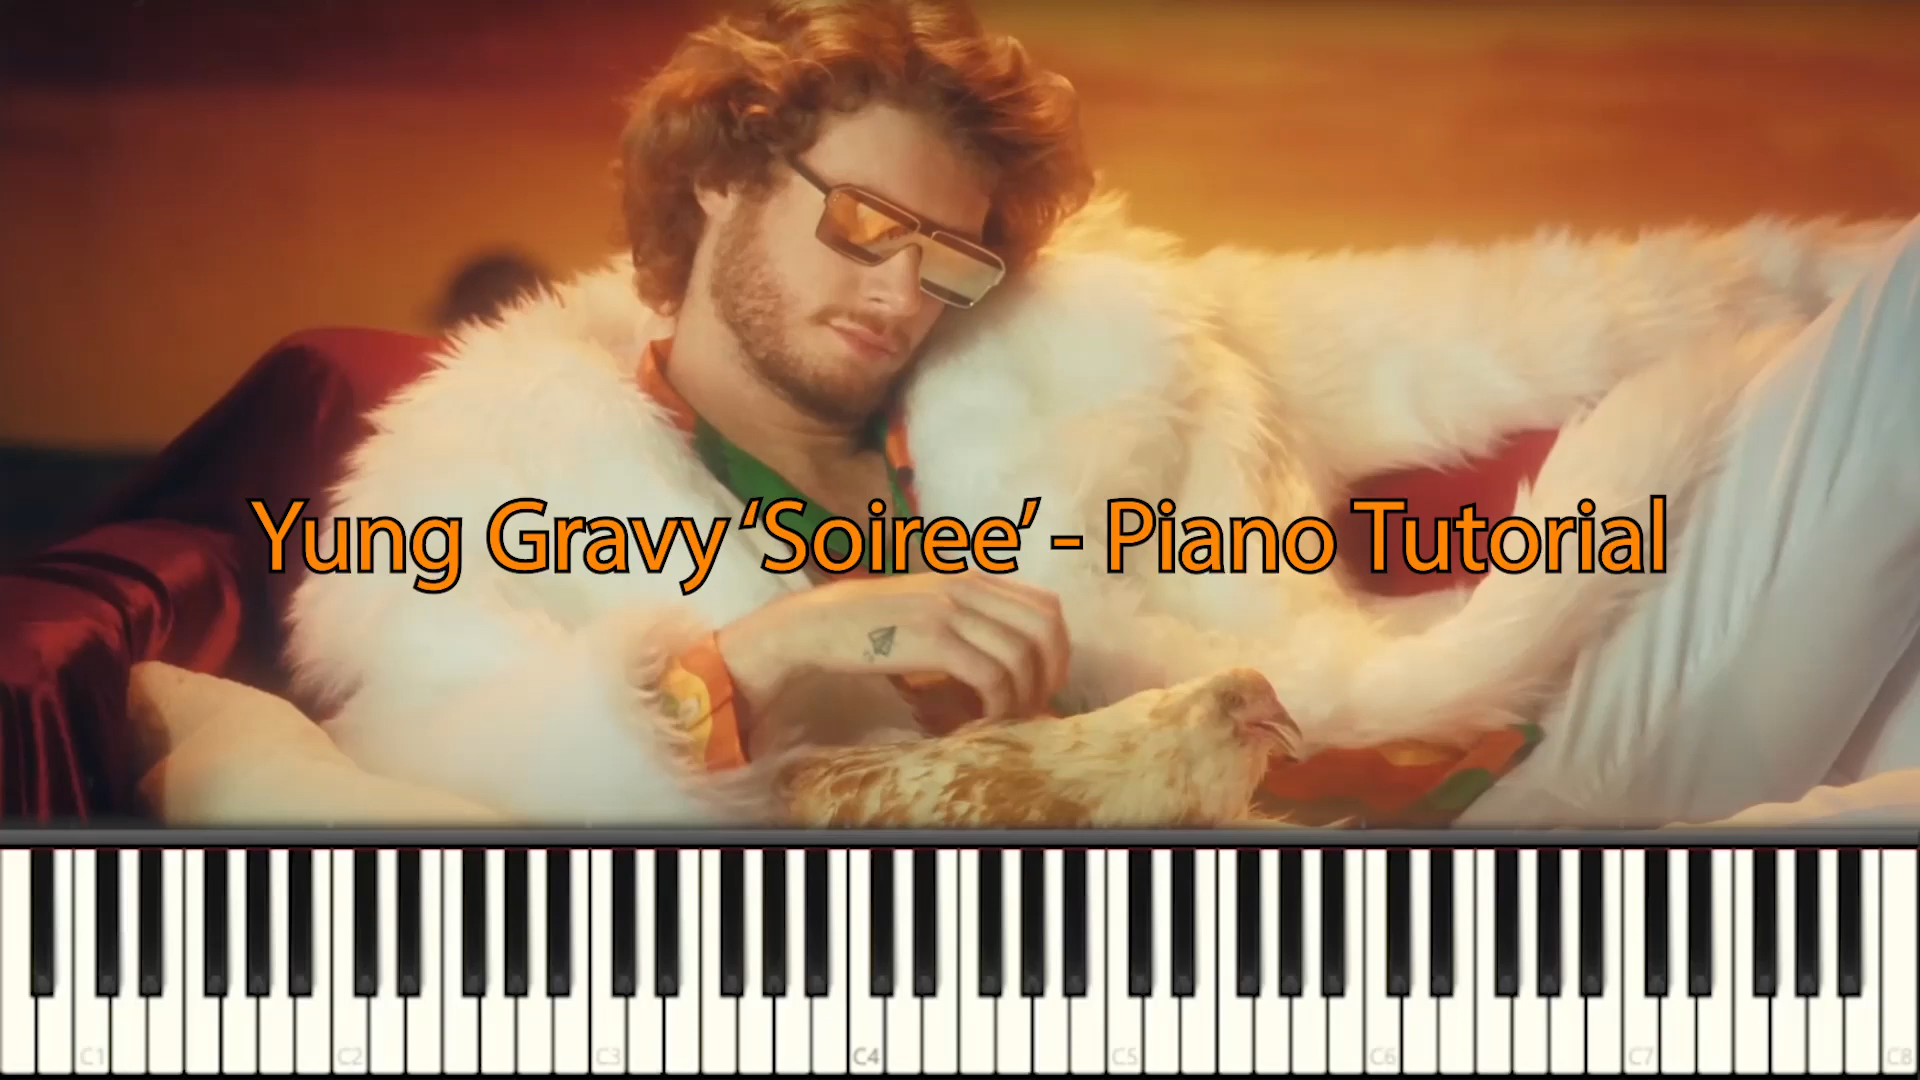 Yung Gravy ‘Soiree’ - Piano Tutorial
C1 C2 C3 C4 C5 C6 C7 C8